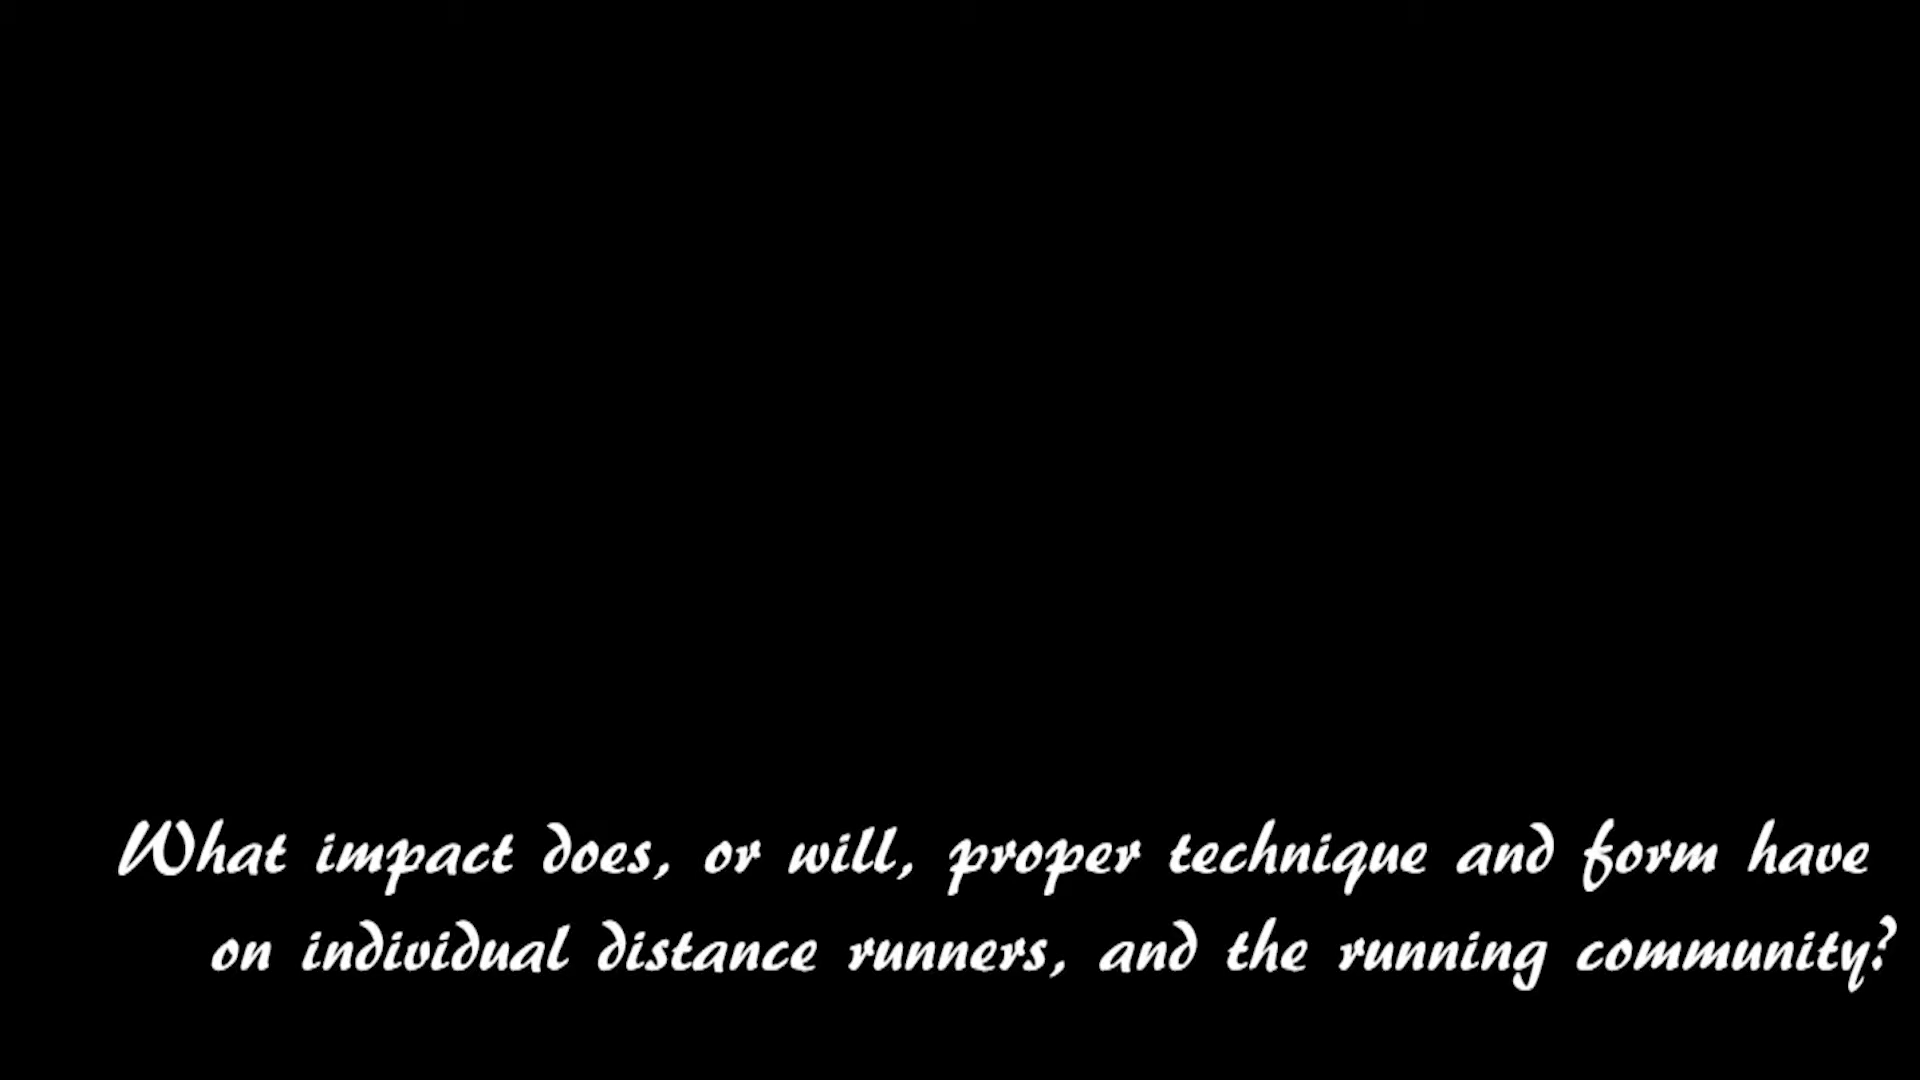 What impact does, or will, proper technique and form have
on individual distance runners, and the running community?